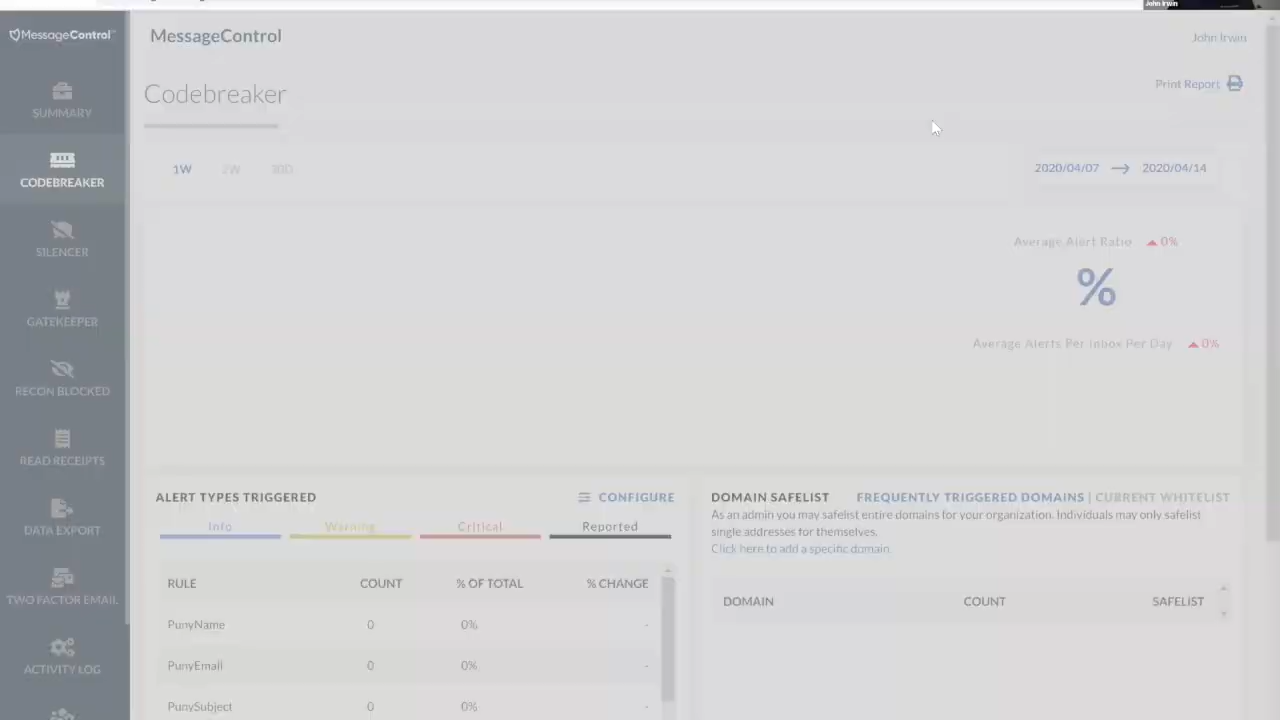 John Irwin
MessageControl
SUMMARY
CODEBREAKER
SILENCER
GATEKEEPER
RECON BLOCKED
READ RECEIPTS
DATA EXPORT
TWO FACTOR EMAIL
ACTIVITY LOG
MessageControl
John Irwin
Codebreaker
Print Report
1W 2W 30D
2020/04/07 → 2020/04/14
Average Alert Ratio 0%
%
Average Alerts Per Inbox Per Day 0%
ALERT TYPES TRIGGERED
CONFIGURE
Info Warning Critical Reported
RULE COUNT % OF TOTAL % CHANGE
PunyName 0 0% -
PunyEmail 0 0% -
PunySubject 0 0% -
DOMAIN SAFELIST
FREQUENTLY TRIGGERED DOMAINS | CURRENT WHITELIST
As an admin you may safelist entire domains for your organization. Individuals may only safelist
single addresses for themselves.
Click here to add a specific domain.
DOMAIN COUNT SAFELIST